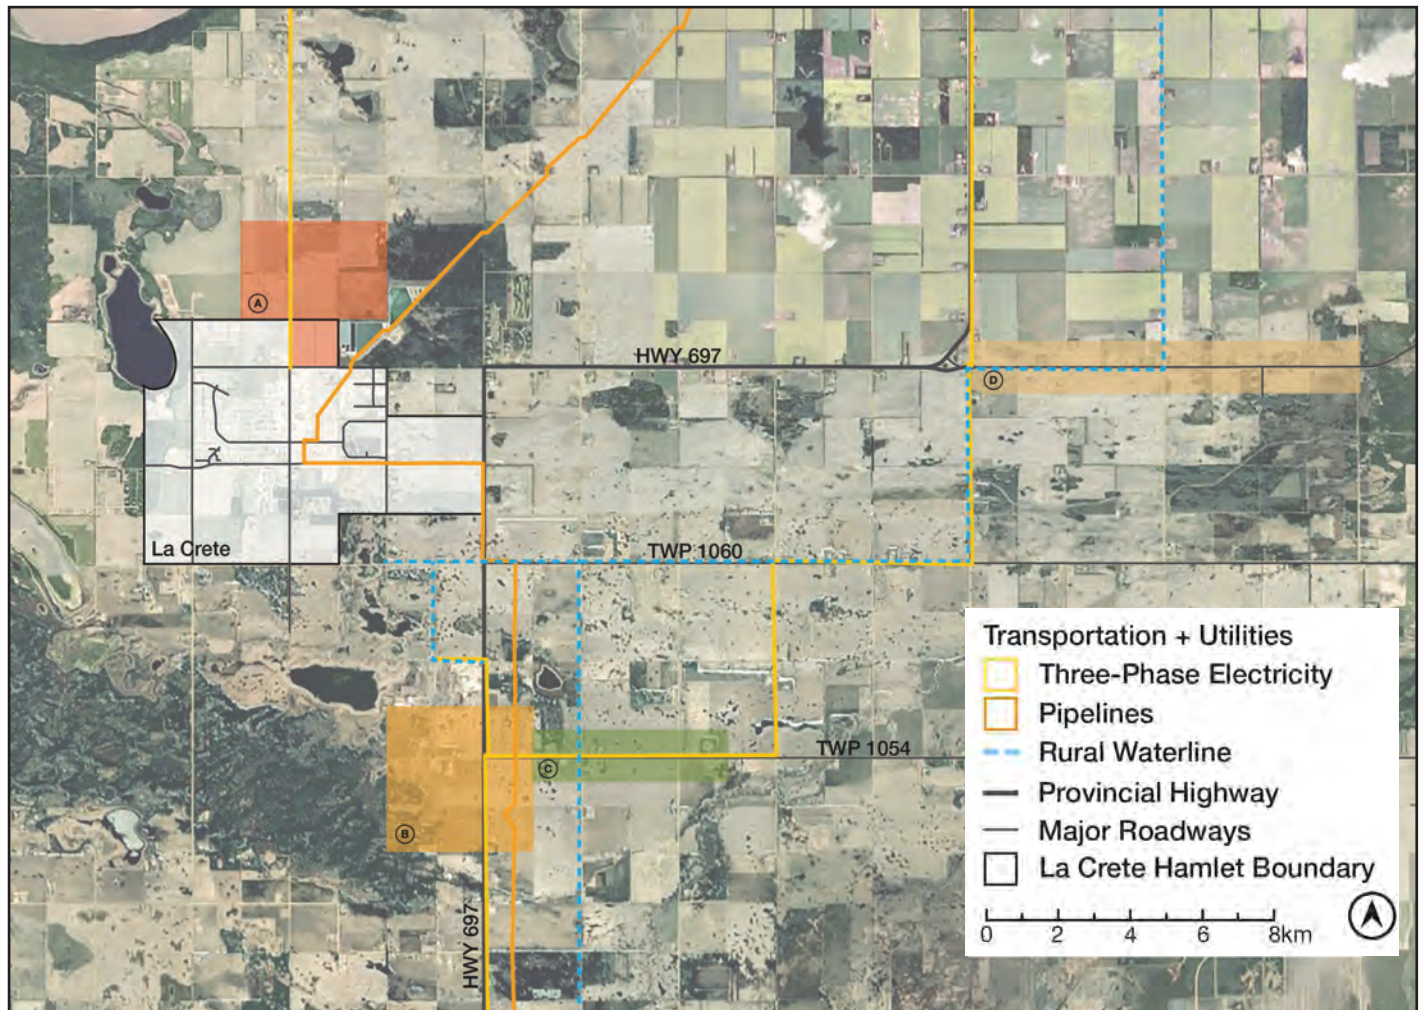 A
HWY 697
D
La Crete
TWP 1060
TWP 1054
C
B
HWY 697
Transportation + Utilities
Three-Phase Electricity
Pipelines
Rural Waterline
Provincial Highway
Major Roadways
La Crete Hamlet Boundary
0 2 4 6 8km